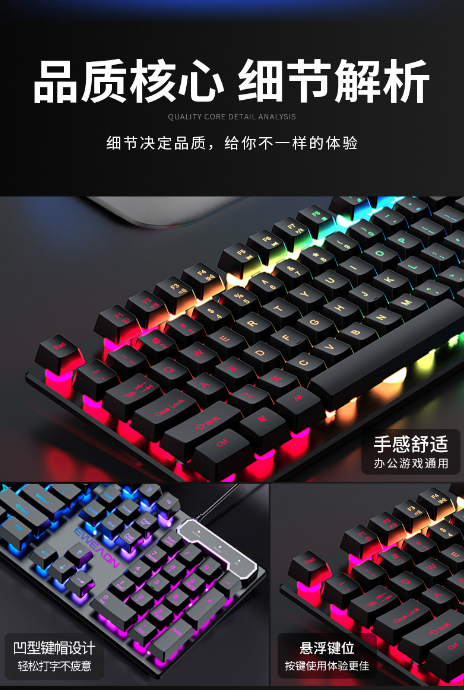 品质核心 细节解析
QUALITY CORE DETAIL ANALYSIS
细节决定品质，给你不一样的体验
手感舒适
办公游戏通用
EWEADN
凹型键帽设计
轻松打字不疲意
悬浮键位
按键使用体验更佳